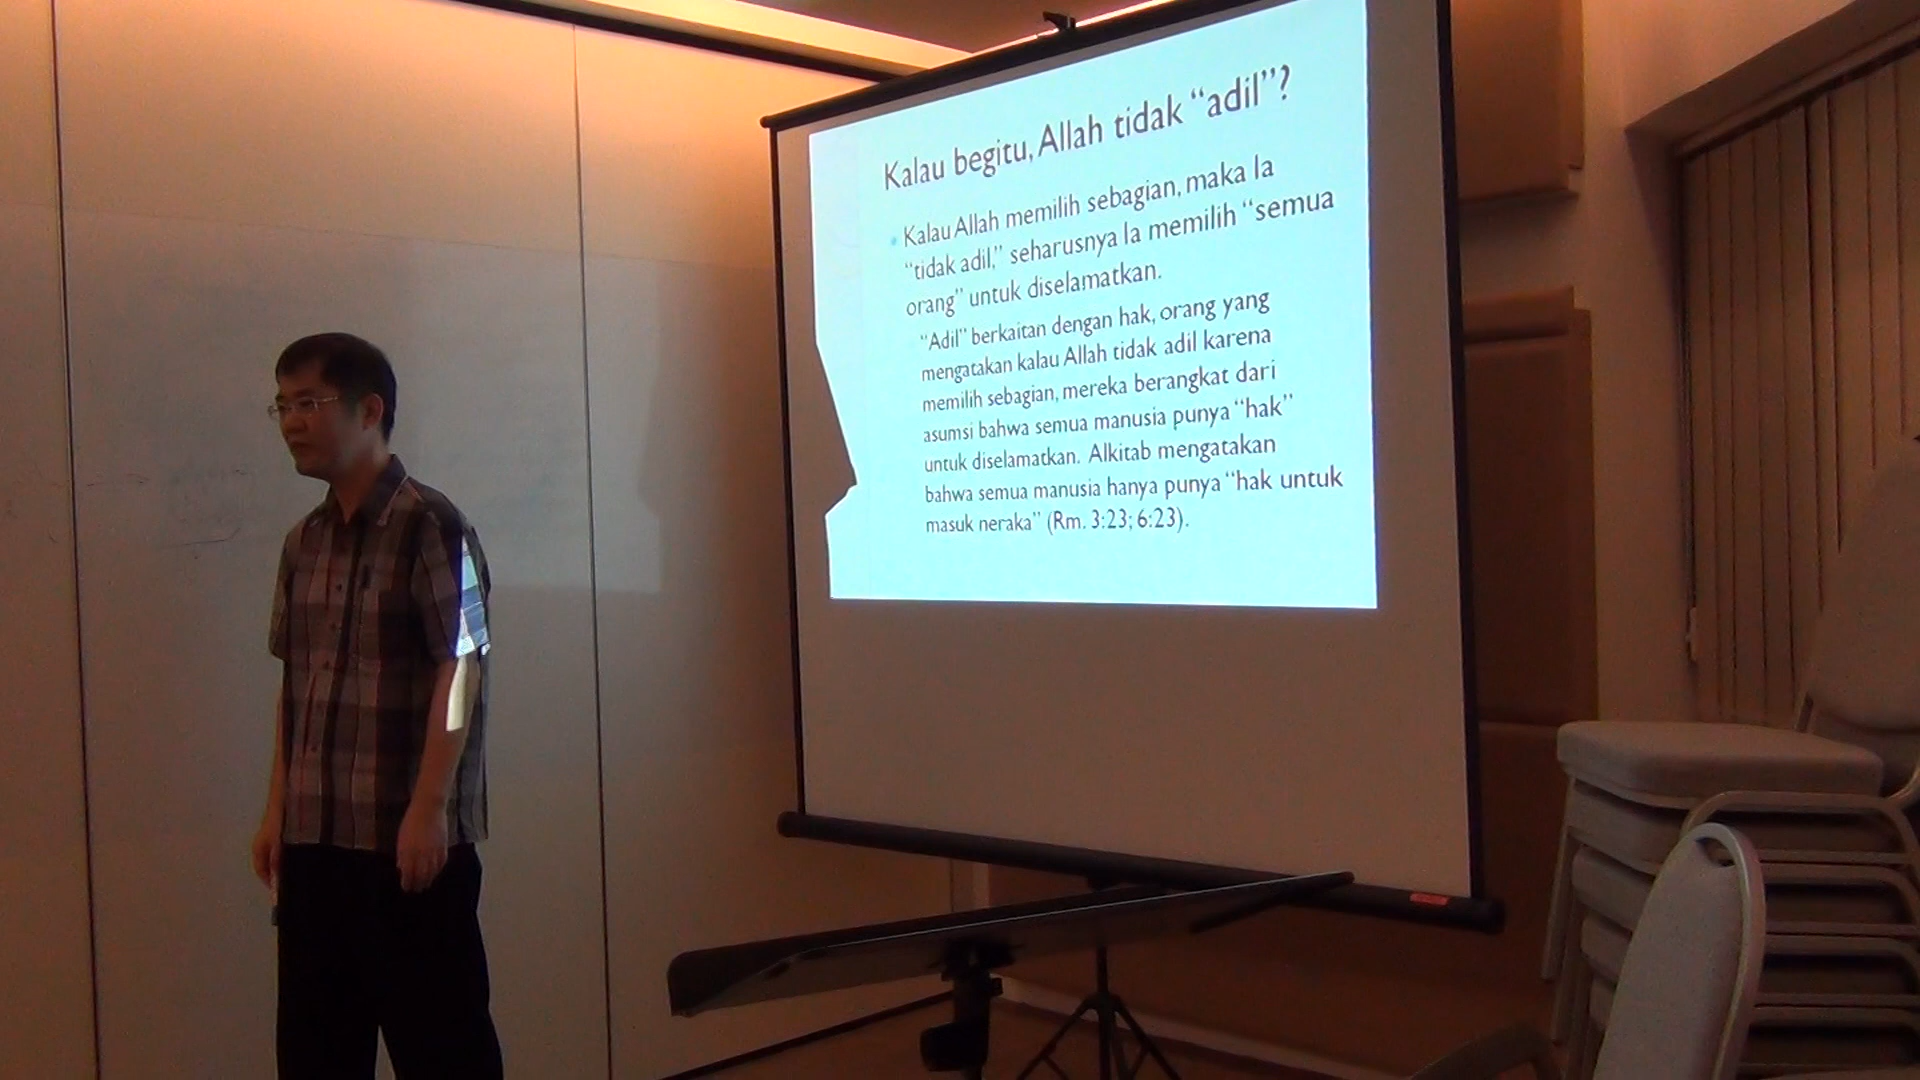 Kalau begitu, Allah tidak “adil”?
Kalau Allah memilih sebagian, maka Ia
“tidak adil,” seharusnya Ia memilih “semua
orang” untuk diselamatkan.
“Adil” berkaitan dengan hak, orang yang
mengatakan kalau Allah tidak adil karena
memilih sebagian, mereka berangkat dari
asumsi bahwa semua manusia punya “hak”
untuk diselamatkan. Alkitab mengatakan
bahwa semua manusia hanya punya “hak untuk
masuk neraka” (Rm. 3:23; 6:23).